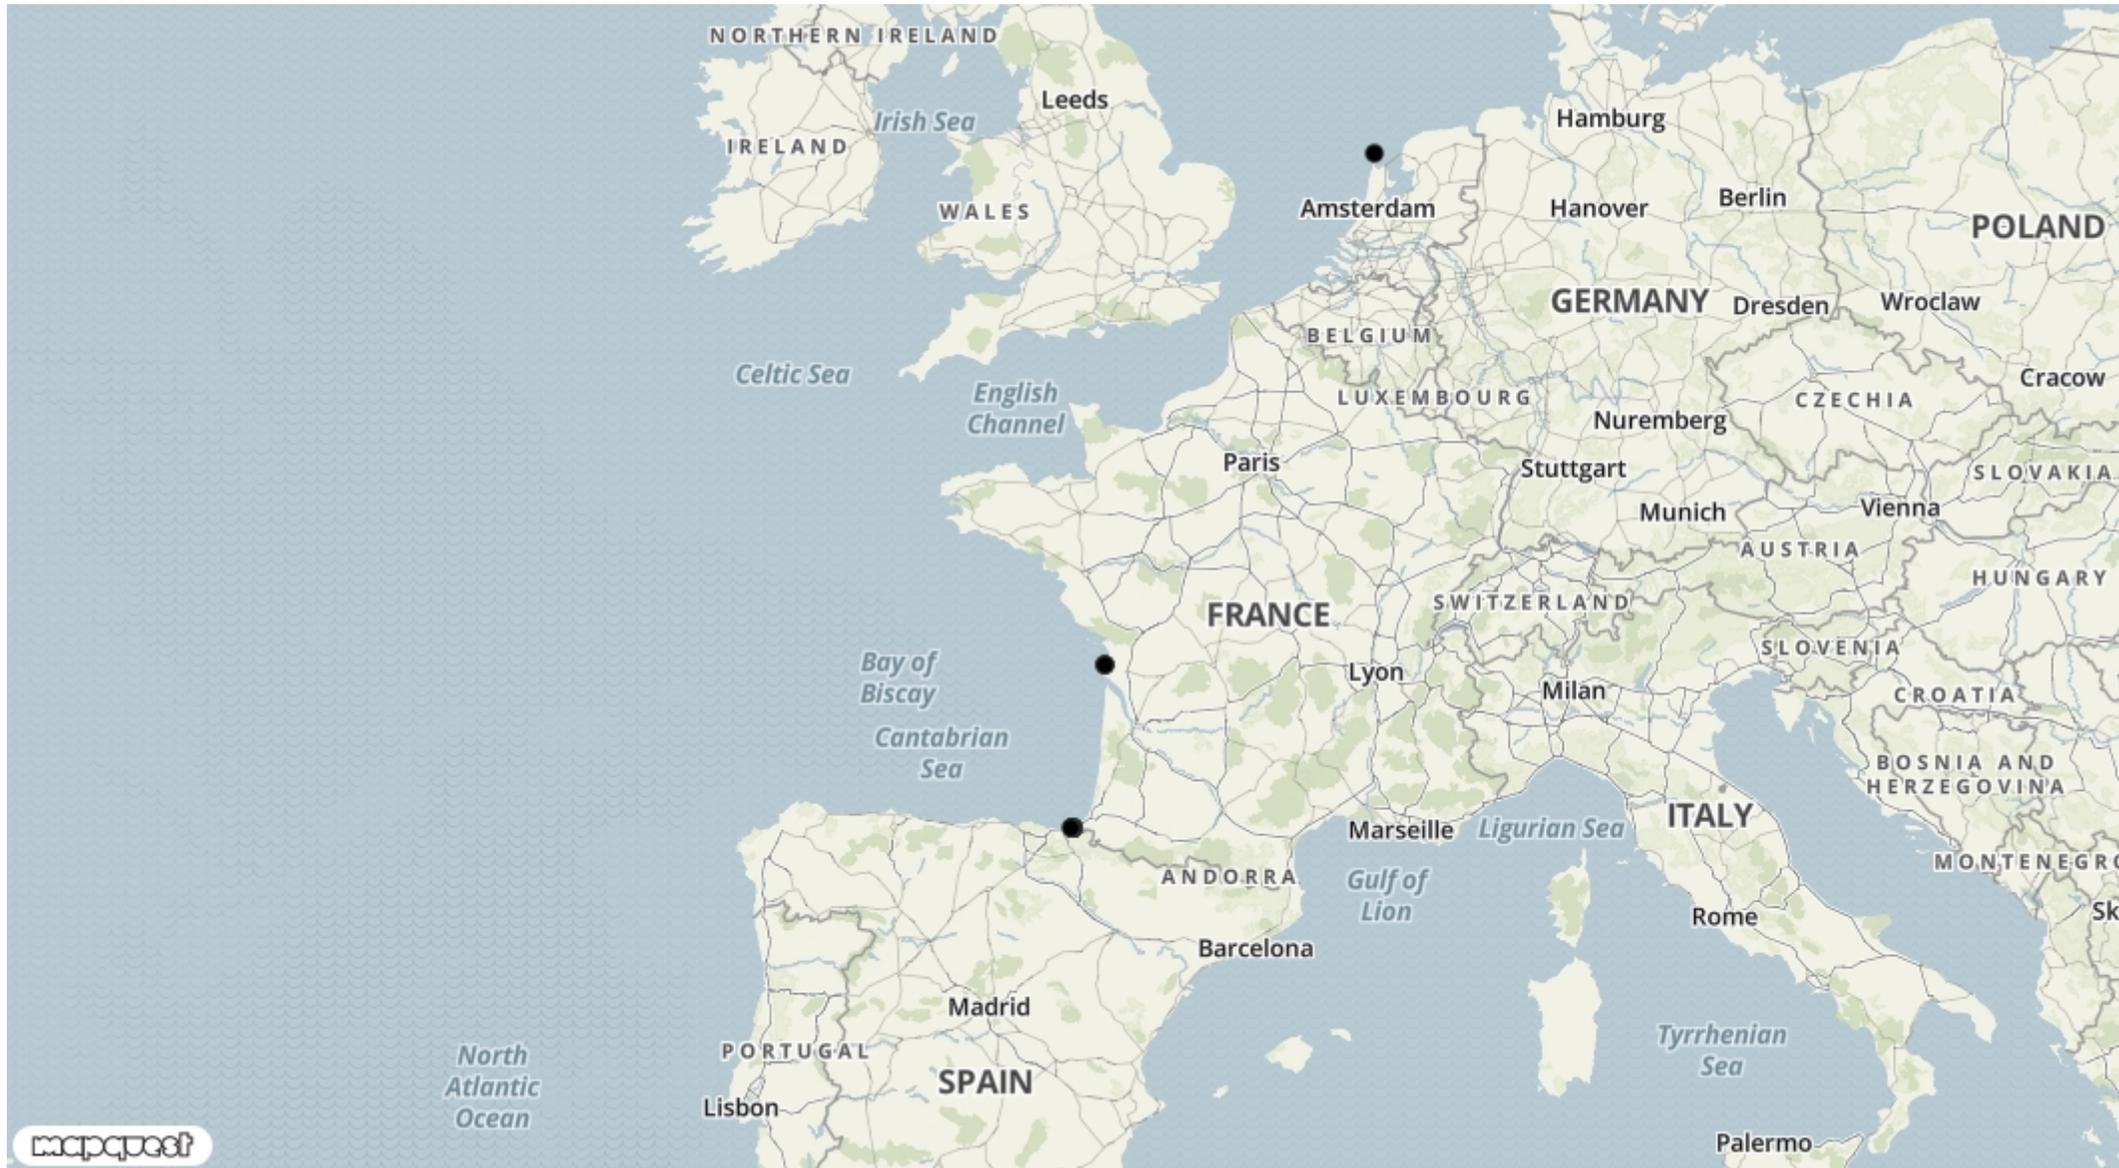 NORTHERN IRELAND
Leeds
Hamburg
Irish Sea
IRELAND
Berlin
WALES
Amsterdam
Hanover
POLAND
GERMANY
Dresden
Wroclaw
BELGIUM
Celtic Sea
Cracow
English
Channel
LUXEMBOURG
CZECHIA
Nuremberg
Paris
Stuttgart
SLOVAKIA
Munich
Vienna
AUSTRIA
HUNGARY
SWITZERLAND
FRANCE
SLOVENIA
Bay of
Biscay
Lyon
Milan
CROATIA
Cantabrian
Sea
BOSNIA AND
HERZEGOVINA
ITALY
Marseille
Ligurian Sea
MONTENEGRO
ANDORRA
Gulf of
Lion
Rome
Sk
Barcelona
Madrid
Tyrrhenian
Sea
PORTUGAL
North
Atlantic
Ocean
SPAIN
Lisbon
mapquest
Palermo